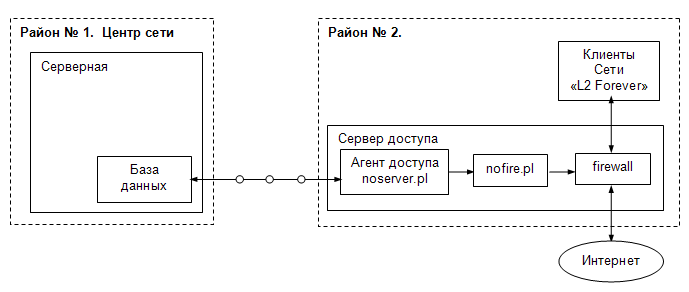 Район № 1. Центр сети
Серверная
База
данных
Район № 2.
Клиенты
Сети
«L2 Forever»
Сервер доступа
Агент доступа
noserver.pl
nofire.pl
firewall
Интернет